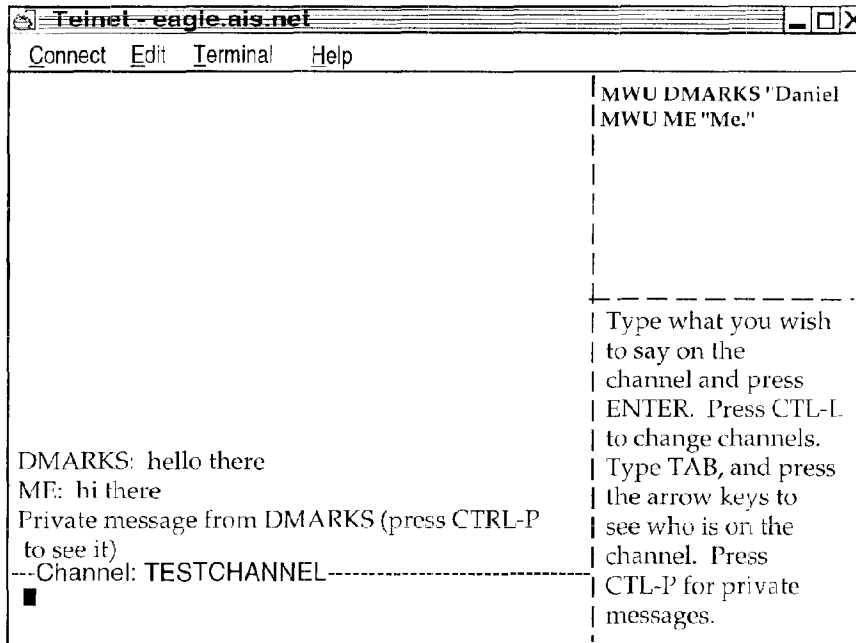 Telnet - eagle.ais.net
Connect Edit Terminal Help
MWU DMARKS "Daniel
MWU ME "Me."
DMARKS: hello there
ME: hi there
Private message from DMARKS (press CTRL-P
to see it)
---Channel: TESTCHANNEL---
Type what you wish
to say on the
channel and press
ENTER. Press CTL-L
to change channels.
Type TAB, and press
the arrow keys to
see who is on the
channel. Press
CTL-P for private
messages.